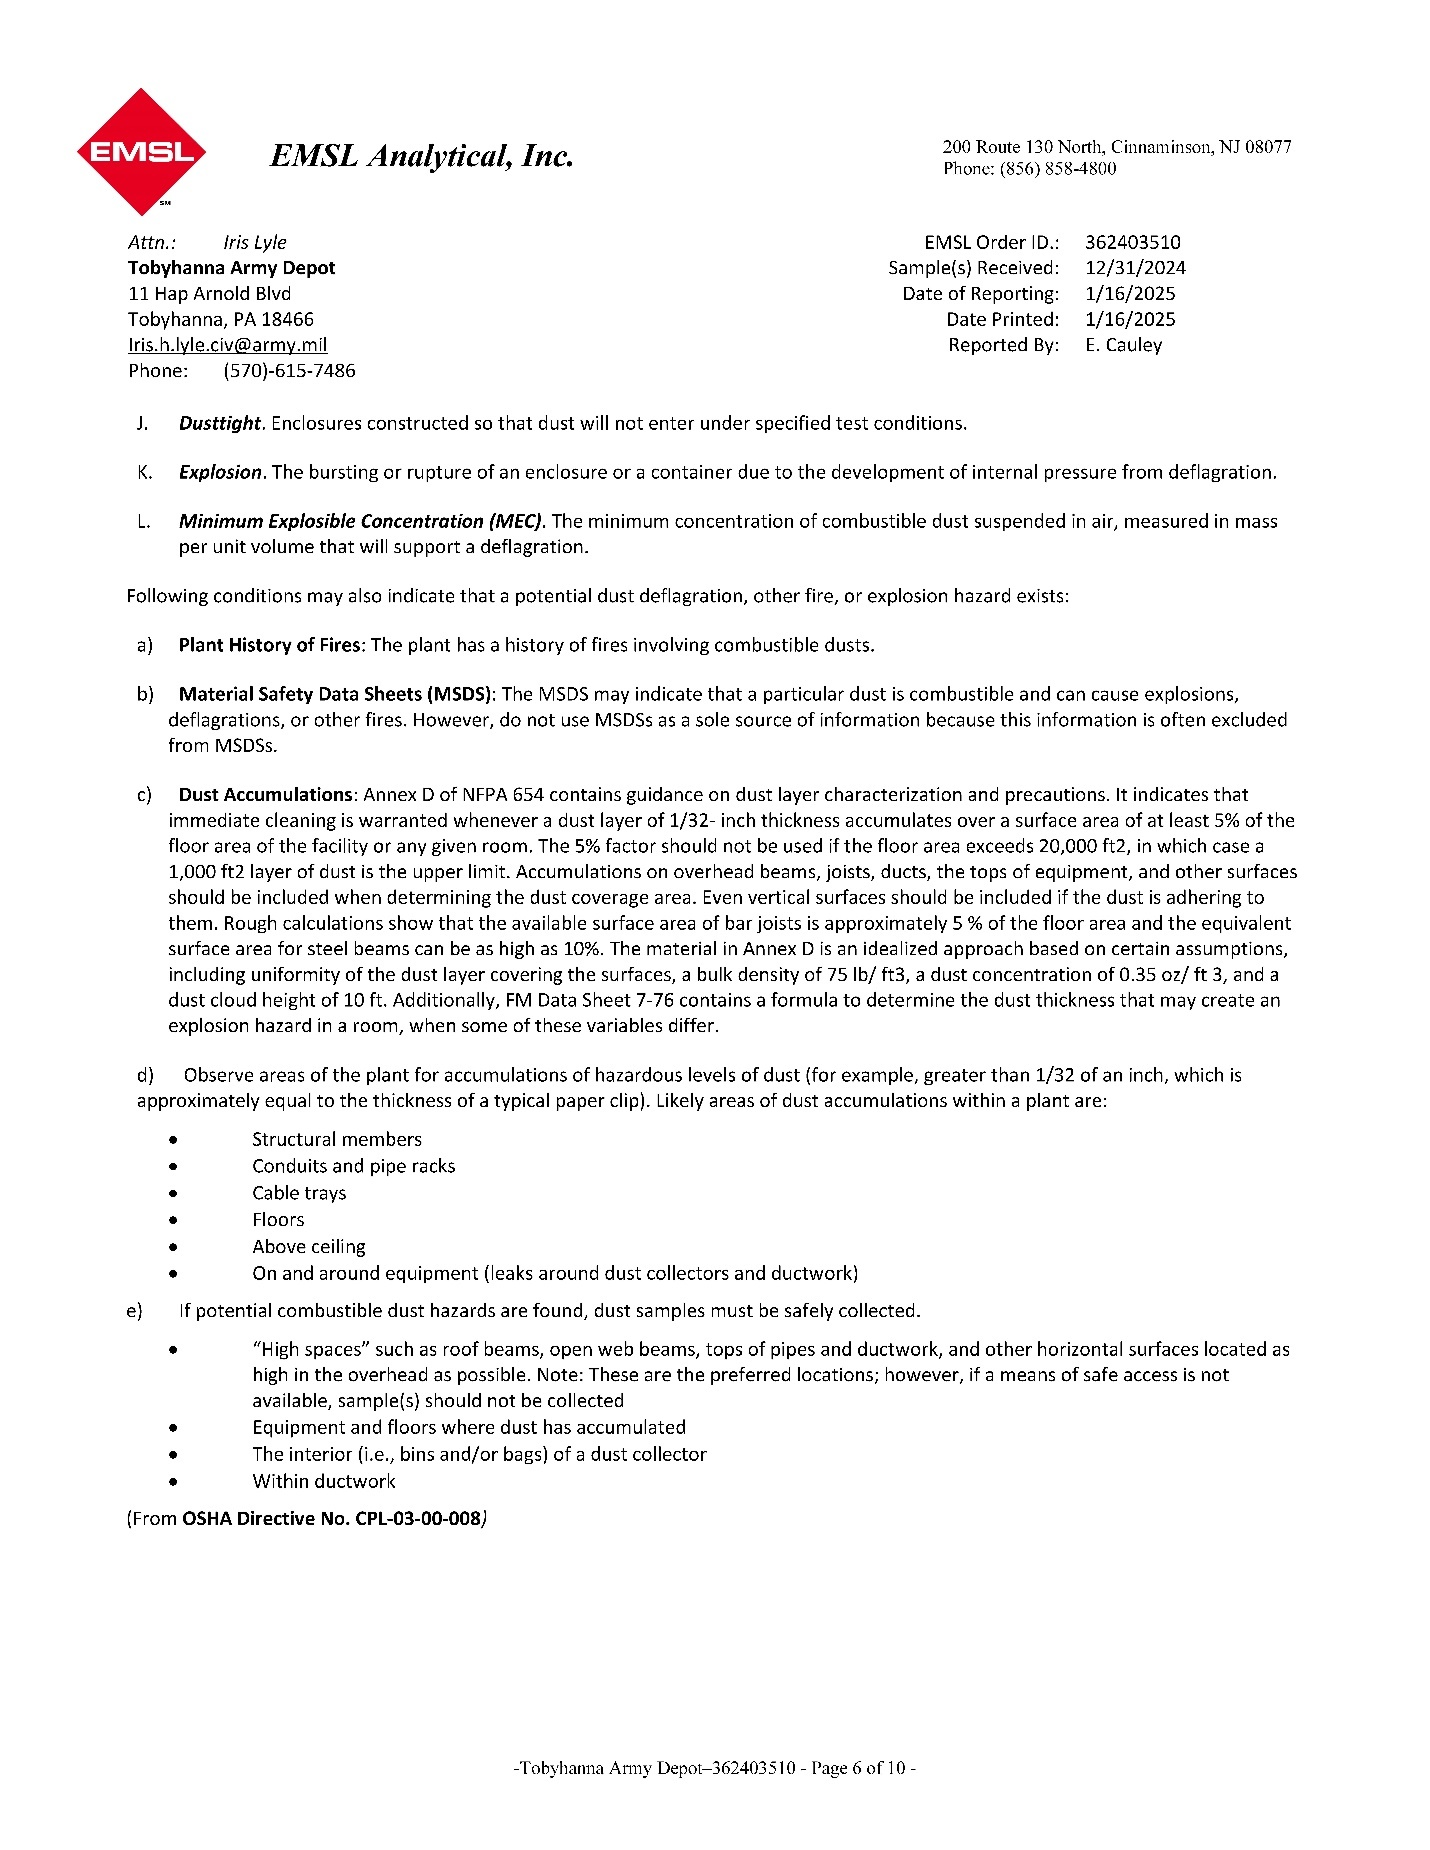 EMSL
SM
EMSL Analytical, Inc.
200 Route 130 North, Cinnaminson, NJ 08077
Phone: (856) 858-4800
Attn.: Iris Lyle
Tobyhanna Army Depot
11 Hap Arnold Blvd
Tobyhanna, PA 18466
Iris.h.lyle.civ@army.mil
Phone: (570)-615-7486
EMSL Order ID.: 362403510
Sample(s) Received: 12/31/2024
Date of Reporting: 1/16/2025
Date Printed: 1/16/2025
Reported By: E. Cauley
J. Dusttight. Enclosures constructed so that dust will not enter under specified test conditions.
K. Explosion. The bursting or rupture of an enclosure or a container due to the development of internal pressure from deflagration.
L. Minimum Explosible Concentration (MEC). The minimum concentration of combustible dust suspended in air, measured in mass
per unit volume that will support a deflagration.
Following conditions may also indicate that a potential dust deflagration, other fire, or explosion hazard exists:
a) Plant History of Fires: The plant has a history of fires involving combustible dusts.
b) Material Safety Data Sheets (MSDS): The MSDS may indicate that a particular dust is combustible and can cause explosions,
deflagrations, or other fires. However, do not use MSDSs as a sole source of information because this information is often excluded
from MSDSs.
c) Dust Accumulations: Annex D of NFPA 654 contains guidance on dust layer characterization and precautions. It indicates that
immediate cleaning is warranted whenever a dust layer of 1/32- inch thickness accumulates over a surface area of at least 5% of the
floor area of the facility or any given room. The 5% factor should not be used if the floor area exceeds 20,000 ft2, in which case a
1,000 ft2 layer of dust is the upper limit. Accumulations on overhead beams, joists, ducts, the tops of equipment, and other surfaces
should be included when determining the dust coverage area. Even vertical surfaces should be included if the dust is adhering to
them. Rough calculations show that the available surface area of bar joists is approximately 5 % of the floor area and the equivalent
surface area for steel beams can be as high as 10%. The material in Annex D is an idealized approach based on certain assumptions,
including uniformity of the dust layer covering the surfaces, a bulk density of 75 lb/ ft3, a dust concentration of 0.35 oz/ ft 3, and a
dust cloud height of 10 ft. Additionally, FM Data Sheet 7-76 contains a formula to determine the dust thickness that may create an
explosion hazard in a room, when some of these variables differ.
d) Observe areas of the plant for accumulations of hazardous levels of dust (for example, greater than 1/32 of an inch, which is
approximately equal to the thickness of a typical paper clip). Likely areas of dust accumulations within a plant are:
• Structural members
• Conduits and pipe racks
• Cable trays
• Floors
• Above ceiling
• On and around equipment (leaks around dust collectors and ductwork)
e) If potential combustible dust hazards are found, dust samples must be safely collected.
• “High spaces” such as roof beams, open web beams, tops of pipes and ductwork, and other horizontal surfaces located as
high in the overhead as possible. Note: These are the preferred locations; however, if a means of safe access is not
available, sample(s) should not be collected
• Equipment and floors where dust has accumulated
• The interior (i.e., bins and/or bags) of a dust collector
• Within ductwork
(From OSHA Directive No. CPL-03-00-008)
-Tobyhanna Army Depot–362403510 - Page 6 of 10 -